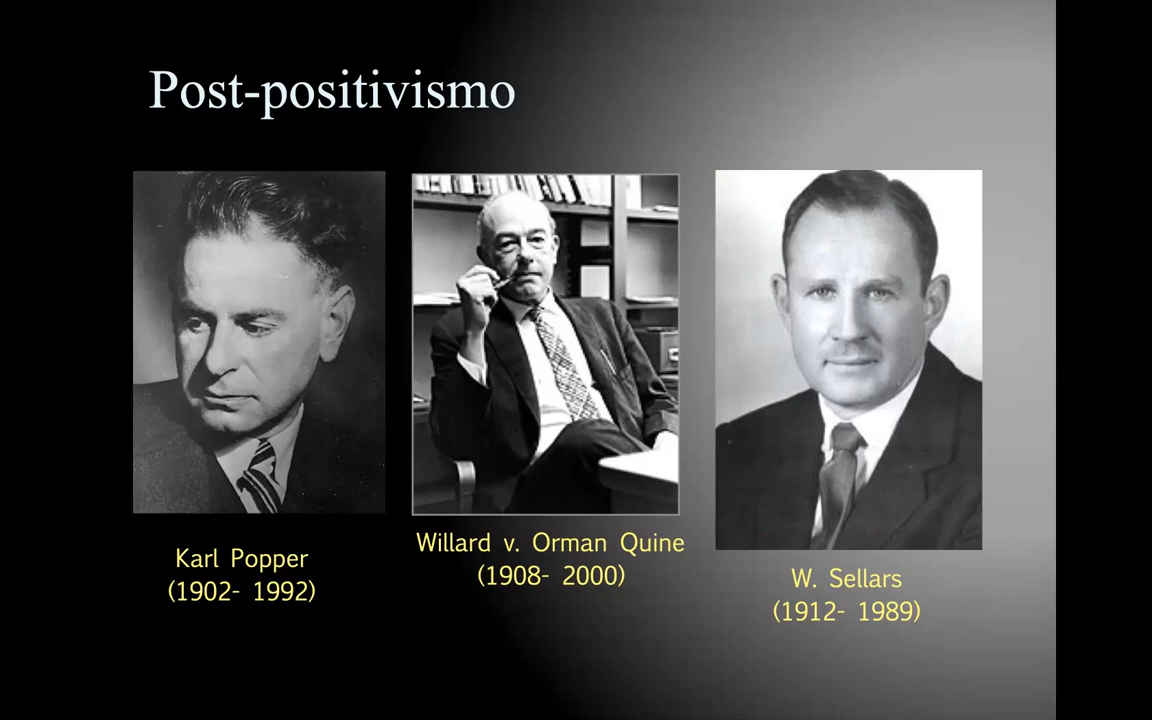 Post-positivismo
Karl Popper
(1902- 1992)
Willard v. Orman Quine
(1908- 2000)
W. Sellars
(1912- 1989)